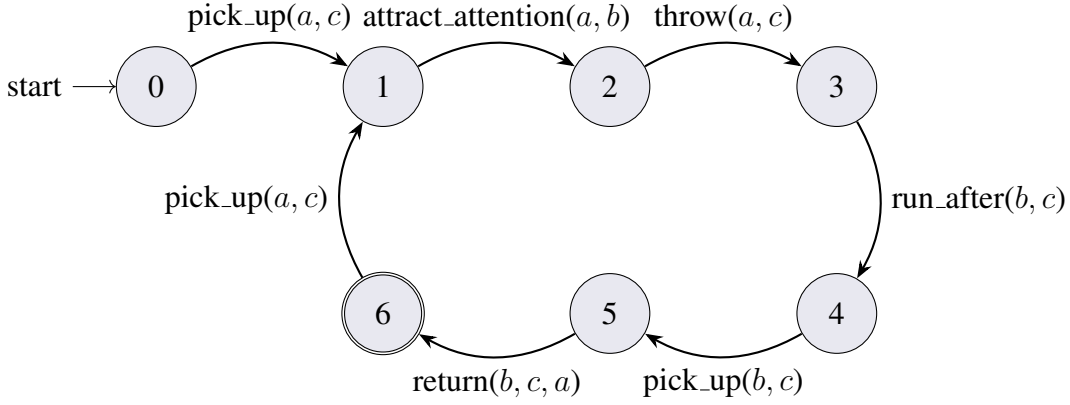 pick_up(a, c) attract_attention(a, b) throw(a, c)
start 0 1 2 3
pick_up(a, c) run_after(b, c)
6 5 4
return(b, c, a) pick_up(b, c)